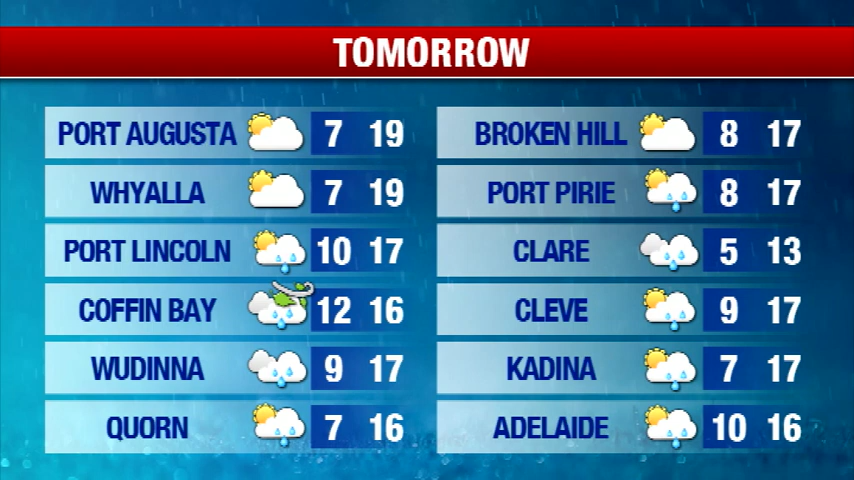 TOMORROW
PORT AUGUSTA 7 19
WHYALLA 7 19
PORT LINCOLN 10 17
COFFIN BAY 12 16
WUDINNA 9 17
QUORN 7 16
BROKEN HILL 8 17
PORT PIRIE 8 17
CLARE 5 13
CLEVE 9 17
KADINA 7 17
ADELAIDE 10 16